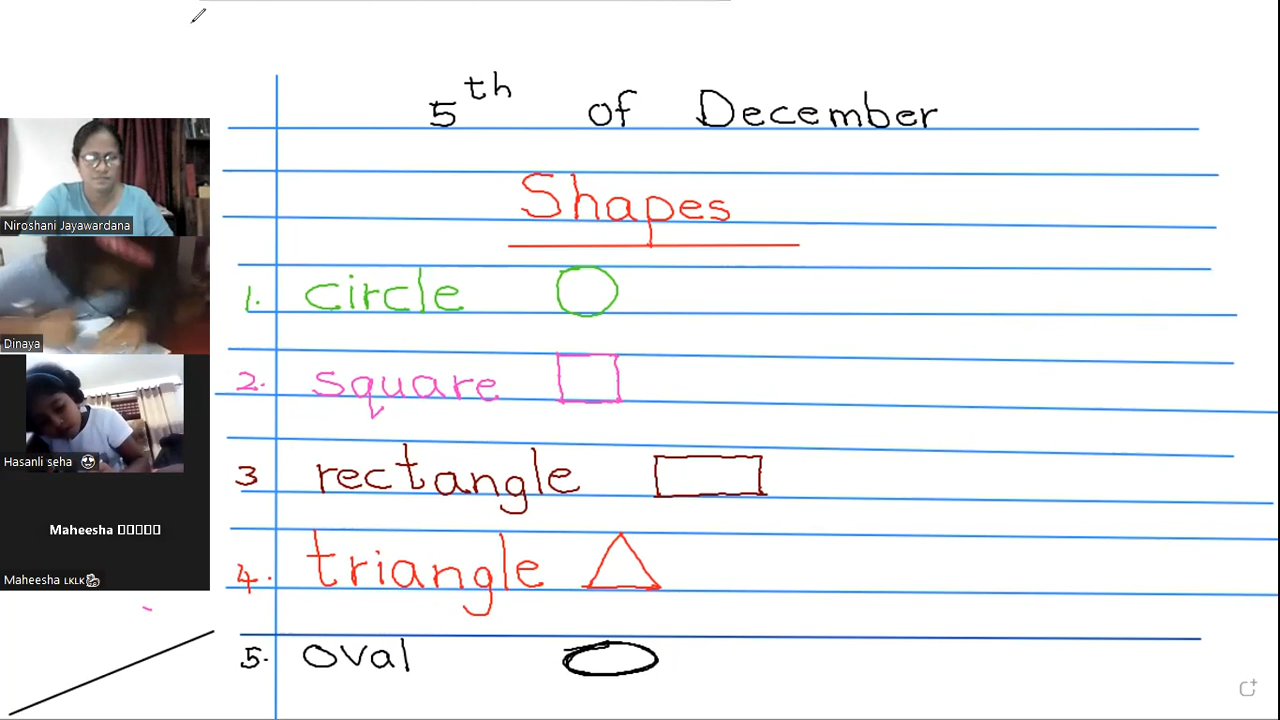 5th of December
Shapes
1. circle
2. square
3 rectangle
4. triangle
5. oval
Niroshani Jayawardana
Dinaya
Hasanli seha
Maheesha
Maheesha LKLK